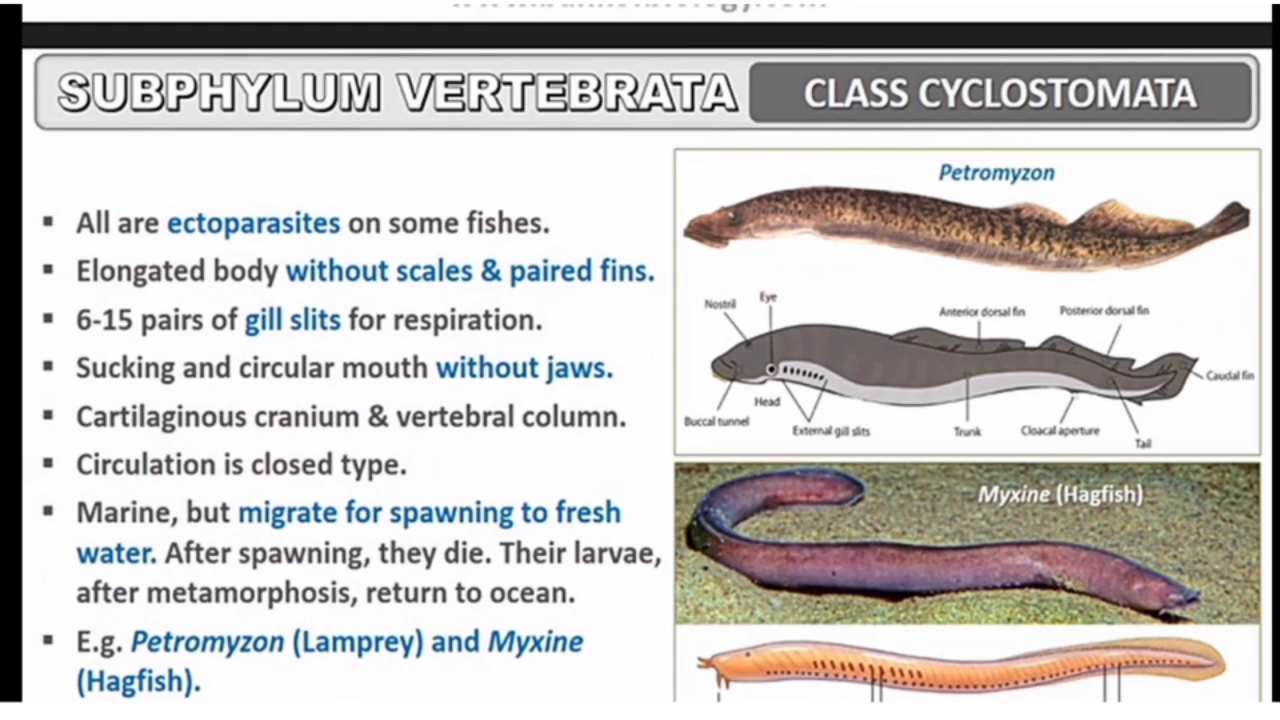 SUBPHYLUM VERTEBRATA
CLASS CYCLOSTOMATA
▪ All are ectoparasites on some fishes.
▪ Elongated body without scales & paired fins.
▪ 6-15 pairs of gill slits for respiration.
▪ Sucking and circular mouth without jaws.
▪ Cartilaginous cranium & vertebral column.
▪ Circulation is closed type.
▪ Marine, but migrate for spawning to fresh
water. After spawning, they die. Their larvae,
after metamorphosis, return to ocean.
▪ E.g. Petromyzon (Lamprey) and Myxine
(Hagfish).
Petromyzon
Nostril
Eye
Anterior dorsal fin
Posterior dorsal fin
Caudal fin
Head
Buccal tunnel
External gill slits
Trunk
Cloacal aperture
Tail
Myxine (Hagfish)